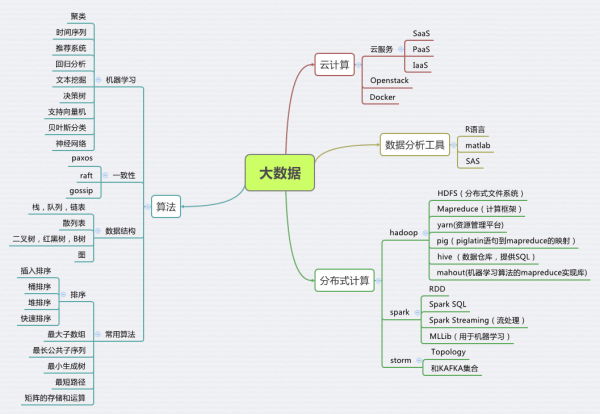 大数据
云计算
云服务
SaaS
PaaS
IaaS
Openstack
Docker
数据分析工具
R语言
matlab
SAS
分布式计算
hadoop
HDFS（分布式文件系统）
Mapreduce（计算框架）
yarn(资源管理平台)
pig（piglatin语句到mapreduce的映射）
hive （数据仓库，提供SQL）
mahout(机器学习算法的mapreduce实现库)
spark
RDD
Spark SQL
Spark Streaming（流处理）
MLLib（用于机器学习）
storm
Topology
和KAFKA集合
算法
机器学习
聚类
时间序列
推荐系统
回归分析
文本挖掘
决策树
支持向量机
贝叶斯分类
神经网络
一致性
paxos
raft
gossip
数据结构
栈，队列，链表
散列表
二叉树，红黑树，B树
图
常用算法
排序
插入排序
桶排序
堆排序
快速排序
最大子数组
最长公共子序列
最小生成树
最短路径
矩阵的存储和运算